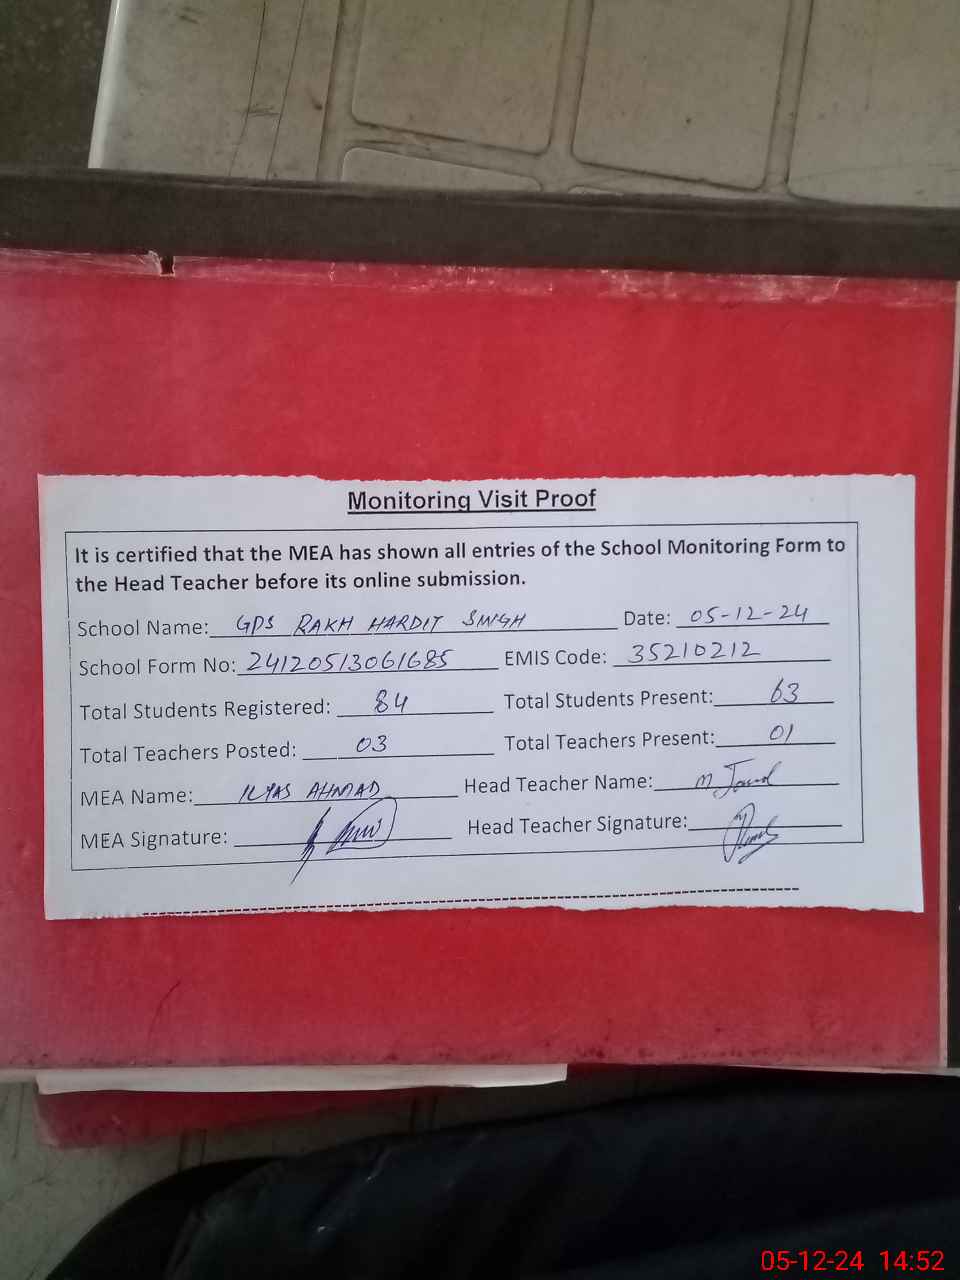 Monitoring Visit Proof
It is certified that the MEA has shown all entries of the School Monitoring Form to
the Head Teacher before its online submission.
School Name: GPS RAKH HARDIT SINGH Date: 05-12-24
School Form No: 24120513061685 EMIS Code: 35210212
Total Students Registered: 84 Total Students Present: 63
Total Teachers Posted: 03 Total Teachers Present: 01
MEA Name: ILYAS AHMAD Head Teacher Name: M
MEA Signature: Head Teacher Signature:
05-12-24 14:52